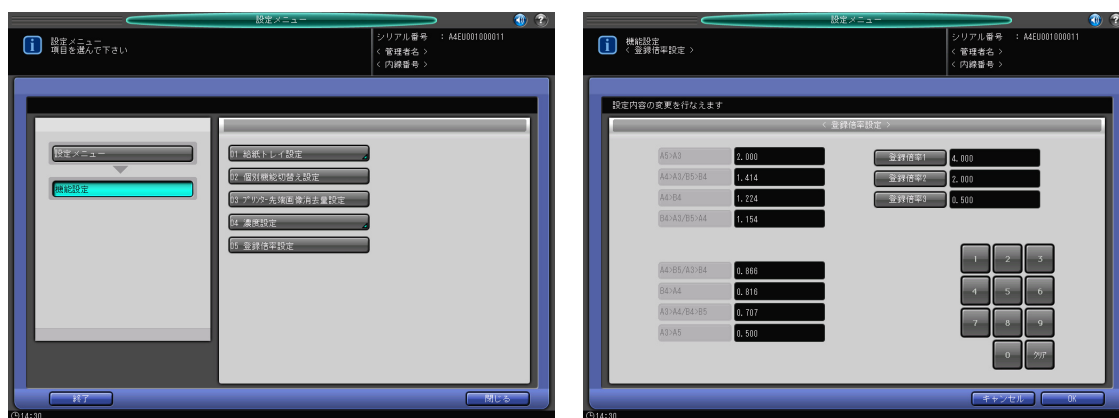 設定メニュー
設定メニュー
項目を選んで下さい
シリアル番号 : A4EU001000011
< 管理者名 >
< 内線番号 >
設定メニュー
機能設定
01 給紙トレイ設定
02 個別機能切替え設定
03 プリンター先端画像消去量設定
04 濃度設定
05 登録倍率設定
終了
閉じる
14:30
設定メニュー
機能設定
< 登録倍率設定 >
シリアル番号 : A4EU001000011
< 管理者名 >
< 内線番号 >
設定内容の変更を行なえます
< 登録倍率設定 >
A5>A3 2.000
A4>A3/B5>B4 1.414
A4>B4 1.224
B4>A3/B5>A4 1.154
A4>B5/A3>B4 0.866
B4>A4 0.816
A3>A4/B4>B5 0.707
A3>A5 0.500
登録倍率1 4.000
登録倍率2 2.000
登録倍率3 0.500
1 2 3
4 5 6
7 8 9
0 クリア
キャンセル
OK
14:30